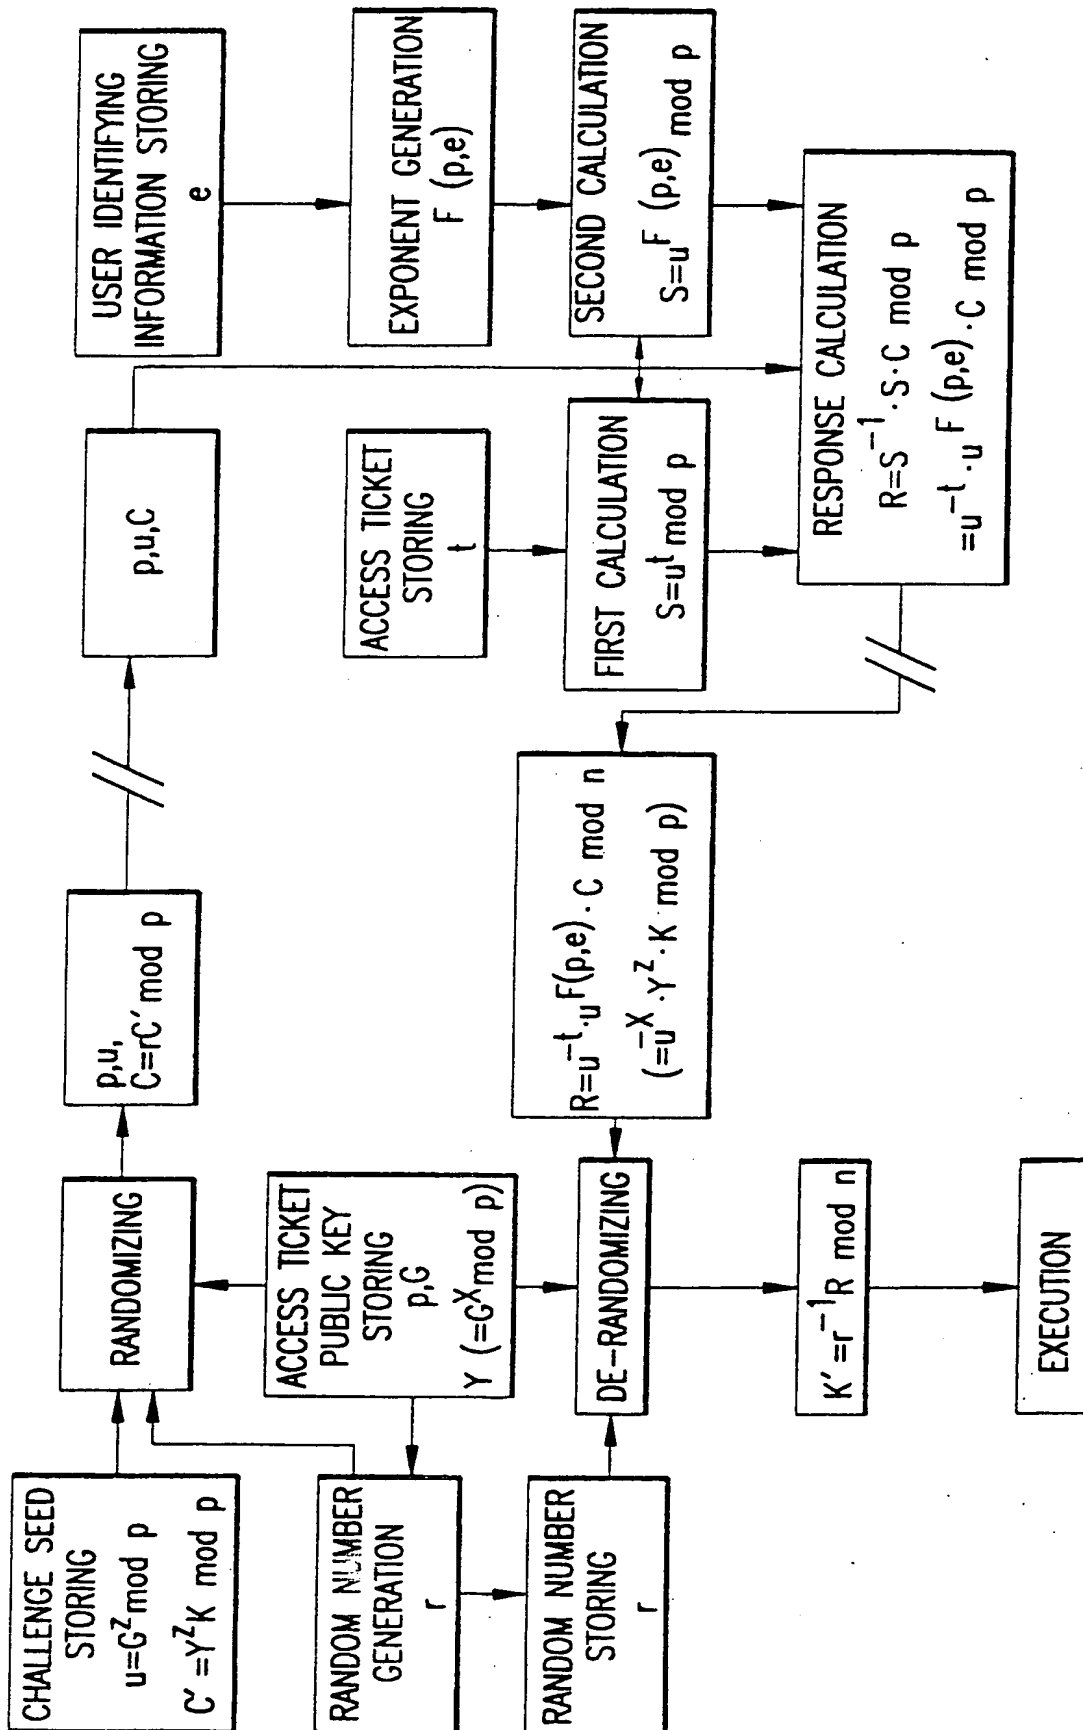 CHALLENGE SEED
STORING
u=G^z mod p
C′=Y^z K mod p
RANDOMIZING
p,u,
C=rC′ mod p
p,u,C
USER IDENTIFYING
INFORMATION STORING
e
RANDOM NUMBER
GENERATION
r
ACCESS TICKET
PUBLIC KEY
STORING
p,G
Y (=G^X mod p)
ACCESS TICKET
STORING
t
EXPONENT GENERATION
F (p,e)
RANDOM NUMBER
STORING
r
DE-RANDOMIZING
R=u^-t·u^F(p,e)·C mod n
(=u^-X·Y^z·K mod p)
FIRST CALCULATION
S=u^t mod p
SECOND CALCULATION
S=u^F (p,e) mod p
K′=r^-1 R mod n
RESPONSE CALCULATION
R=S^-1·S·C mod p
=u^-t·u^F (p,e)·C mod p
EXECUTION